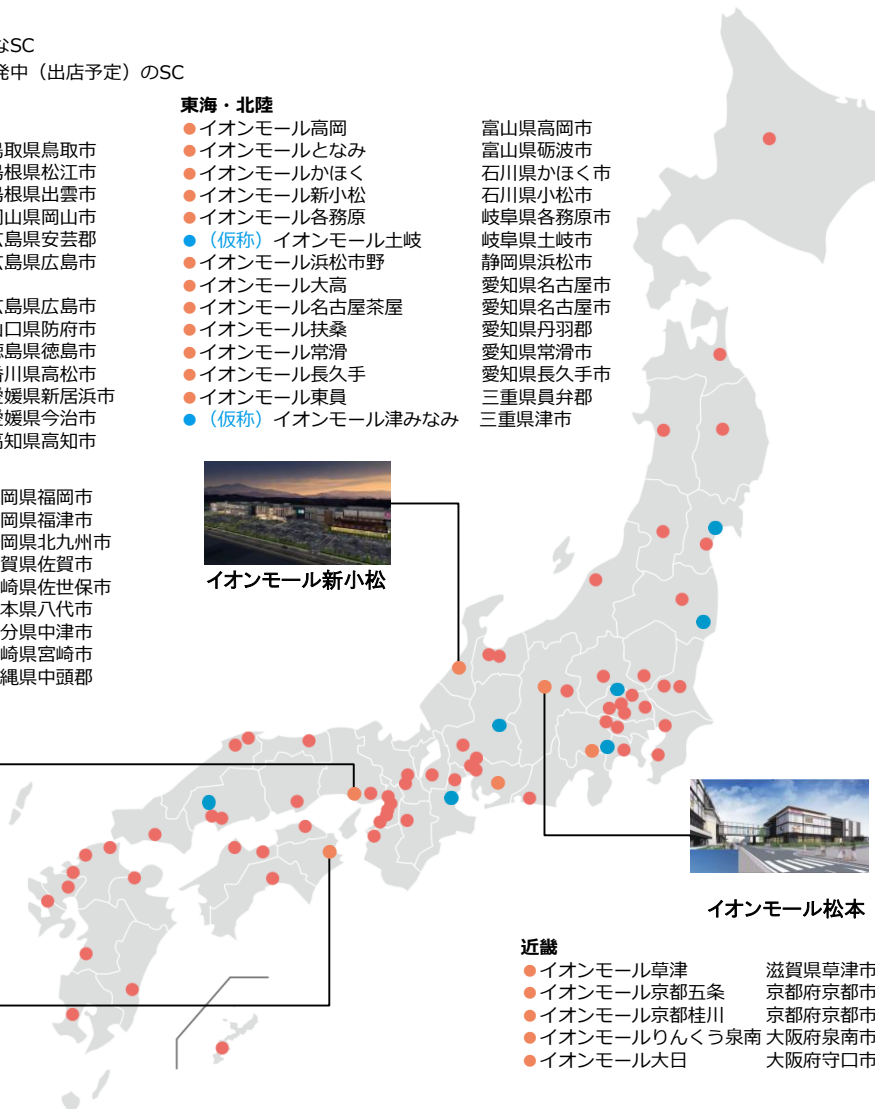 なSC
発中（出店予定）のSC
鳥取県鳥取市
島根県松江市
島根県出雲市
岡山県岡山市
広島県安芸郡
広島県広島市
広島県広島市
山口県防府市
徳島県徳島市
香川県高松市
愛媛県新居浜市
愛媛県今治市
高知県高知市
岡県福岡市
岡県福津市
岡県北九州市
賀県佐賀市
崎県佐世保市
本県八代市
分県中津市
崎県宮崎市
縄県中頭郡
東海・北陸
イオンモール高岡 富山県高岡市
イオンモールとなみ 富山県砺波市
イオンモールかほく 石川県かほく市
イオンモール新小松 石川県小松市
イオンモール各務原 岐阜県各務原市
（仮称）イオンモール土岐 岐阜県土岐市
イオンモール浜松市野 静岡県浜松市
イオンモール大高 愛知県名古屋市
イオンモール名古屋茶屋 愛知県名古屋市
イオンモール扶桑 愛知県丹羽郡
イオンモール常滑 愛知県常滑市
イオンモール長久手 愛知県長久手市
イオンモール東員 三重県員弁郡
（仮称）イオンモール津みなみ 三重県津市
イオンモール新小松
イオンモール松本
近畿
イオンモール草津 滋賀県草津市
イオンモール京都五条 京都府京都市
イオンモール京都桂川 京都府京都市
イオンモールりんくう泉南 大阪府泉南市
イオンモール大日 大阪府守口市